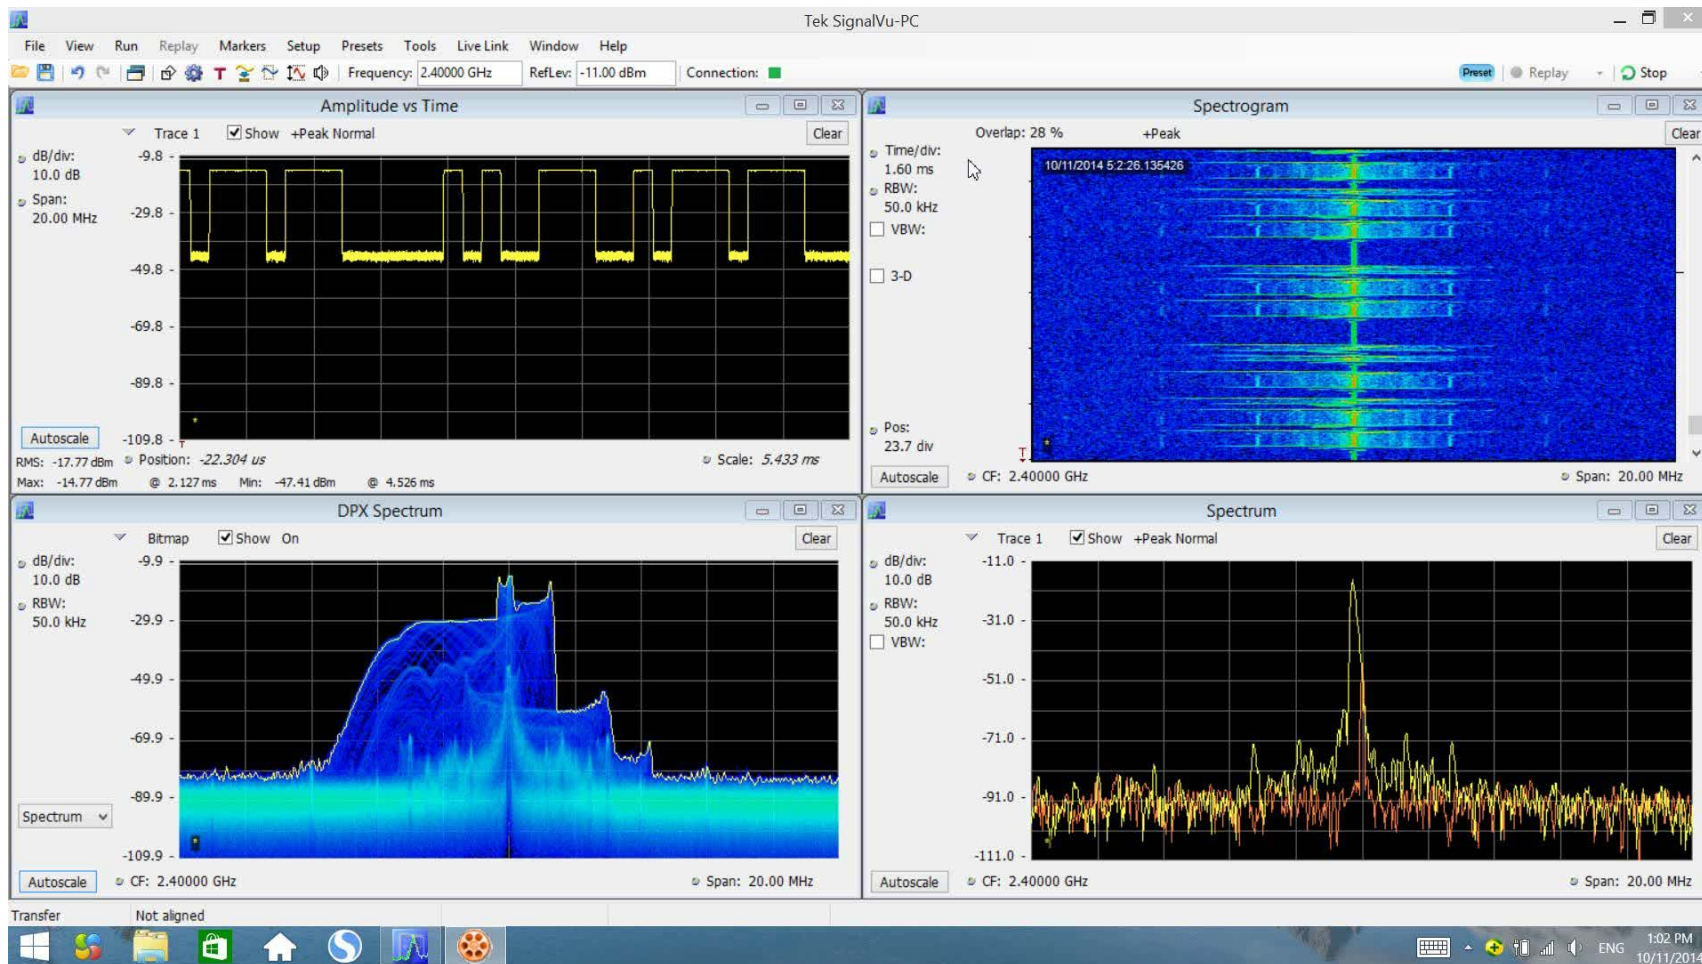 Tek SignalVu-PC
File View Run Replay Markers Setup Presets Tools Live Link Window Help
T Frequency: 2.40000 GHz RefLev: -11.00 dBm Connection: Preset Replay Stop
Amplitude vs Time
Trace 1 Show +Peak Normal Clear
dB/div:
10.0 dB
Span:
20.00 MHz
-9.8
-29.8
-49.8
-69.8
-89.8
-109.8
T
Autoscale
RMS: -17.77 dBm Position: -22.304 us Scale: 5.433 ms
Max: -14.77 dBm @ 2.127 ms Min: -47.41 dBm @ 4.526 ms
Spectrogram
Overlap: 28 % +Peak Clear
Time/div:
1.60 ms
RBW:
50.0 kHz
VBW:
3-D
10/11/2014 5:2:26.135426
Pos:
23.7 div
T
Autoscale CF: 2.40000 GHz Span: 20.00 MHz
DPX Spectrum
Bitmap Show On Clear
dB/div:
10.0 dB
RBW:
50.0 kHz
-9.9
-29.9
-49.9
-69.9
-89.9
-109.9
Spectrum
Autoscale CF: 2.40000 GHz Span: 20.00 MHz
Spectrum
Trace 1 Show +Peak Normal Clear
dB/div:
10.0 dB
RBW:
50.0 kHz
VBW:
-11.0
-31.0
-51.0
-71.0
-91.0
-111.0
Autoscale CF: 2.40000 GHz Span: 20.00 MHz
Transfer Not aligned
ENG 1:02 PM
10/11/2014